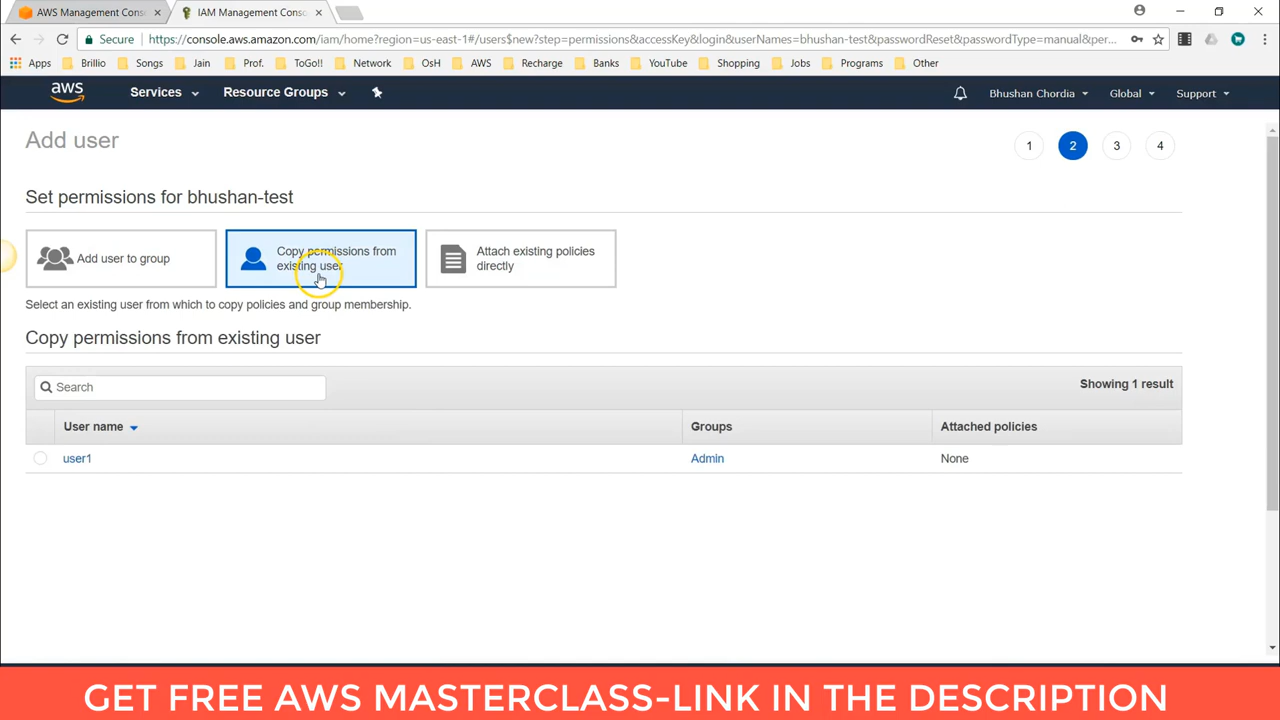 AWS Management Cons
IAM Management Conso
Secure
https://console.aws.amazon.com/iam/home?region=us-east-1#/users$new?step=permissions&accessKey&login&userNames=bhushan-test&passwordReset&passwordType=manual&per...
Apps
Brillio
Songs
Jain
Prof.
ToGo!!
Network
OsH
AWS
Recharge
Banks
YouTube
Shopping
Jobs
Programs
Other
aws
Services
Resource Groups
Bhushan Chordia
Global
Support
Add user
1
2
3
4
Set permissions for bhushan-test
Add user to group
Copy permissions from
existing user
Attach existing policies
directly
Select an existing user from which to copy policies and group membership.
Copy permissions from existing user
Search
Showing 1 result
User name
Groups
Attached policies
user1
Admin
None
GET FREE AWS MASTERCLASS-LINK IN THE DESCRIPTION